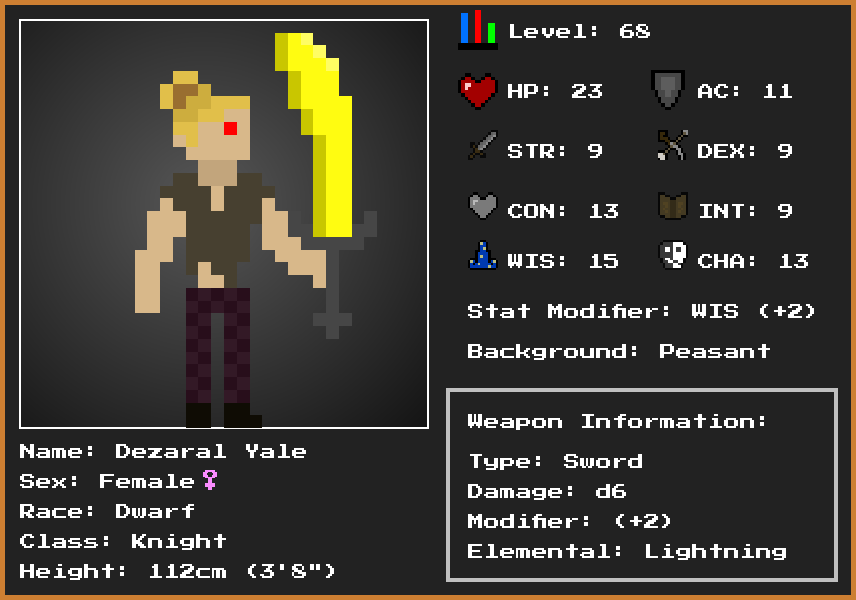 Level: 68
HP: 23
AC: 11
STR: 9
DEX: 9
CON: 13
INT: 9
WIS: 15
CHA: 13
Stat Modifier: WIS (+2)
Background: Peasant
Weapon Information:
Type: Sword
Damage: d6
Modifier: (+2)
Elemental: Lightning
Name: Dezaral Yale
Sex: Female♀
Race: Dwarf
Class: Knight
Height: 112cm (3'8")